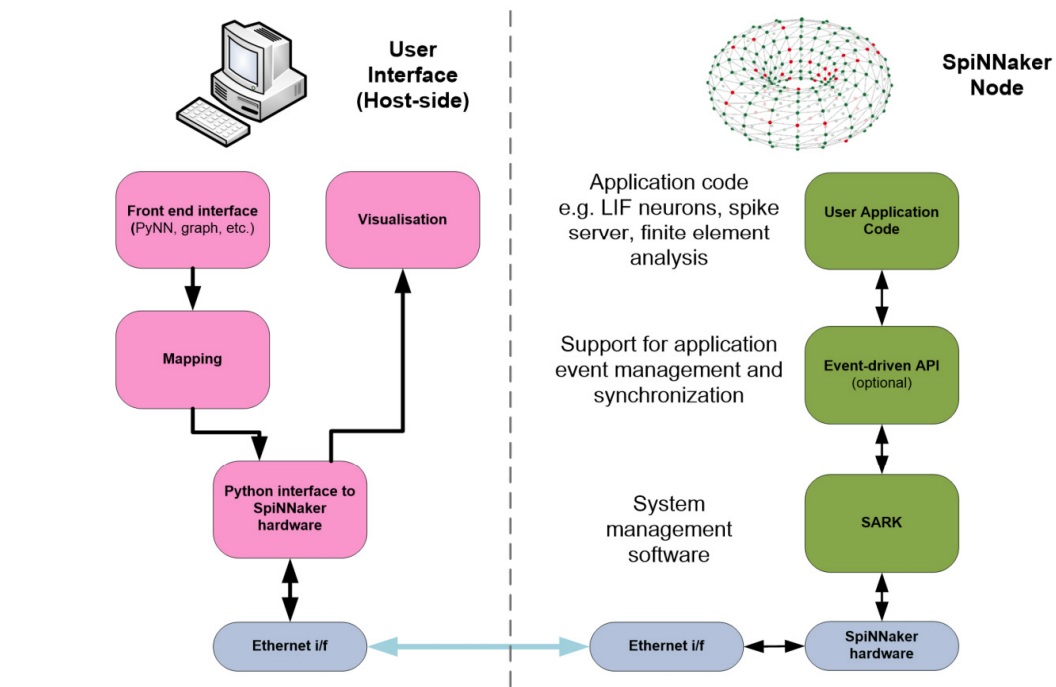 User
Interface
(Host-side)
SpiNNaker
Node
Front end interface
(PyNN, graph, etc.)
Visualisation
Mapping
Python interface to
SpiNNaker
hardware
Ethernet i/f
Application code
e.g. LIF neurons, spike
server, finite element
analysis
User Application
Code
Support for application
event management and
synchronization
Event-driven API
(optional)
System
management
software
SARK
Ethernet i/f
SpiNNaker
hardware